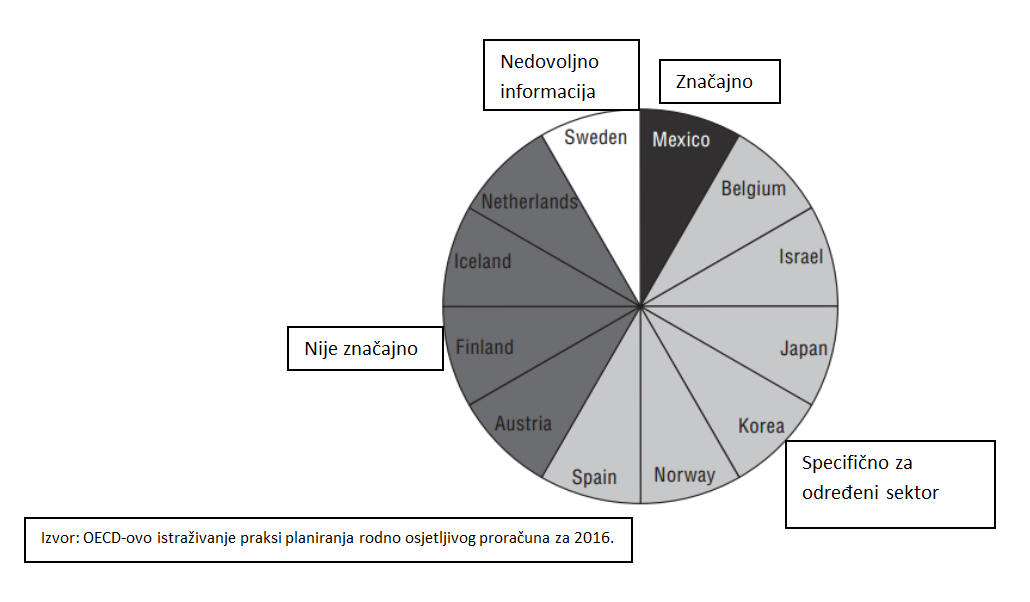 Nedovoljno
informacija
Značajno
Sweden
Mexico
Belgium
Netherlands
Israel
Iceland
Nije značajno
Finland
Japan
Austria
Korea
Spain
Norway
Specifično za
određeni sektor
Izvor: OECD-ovo istraživanje praksi planiranja rodno osjetljivog proračuna za 2016.